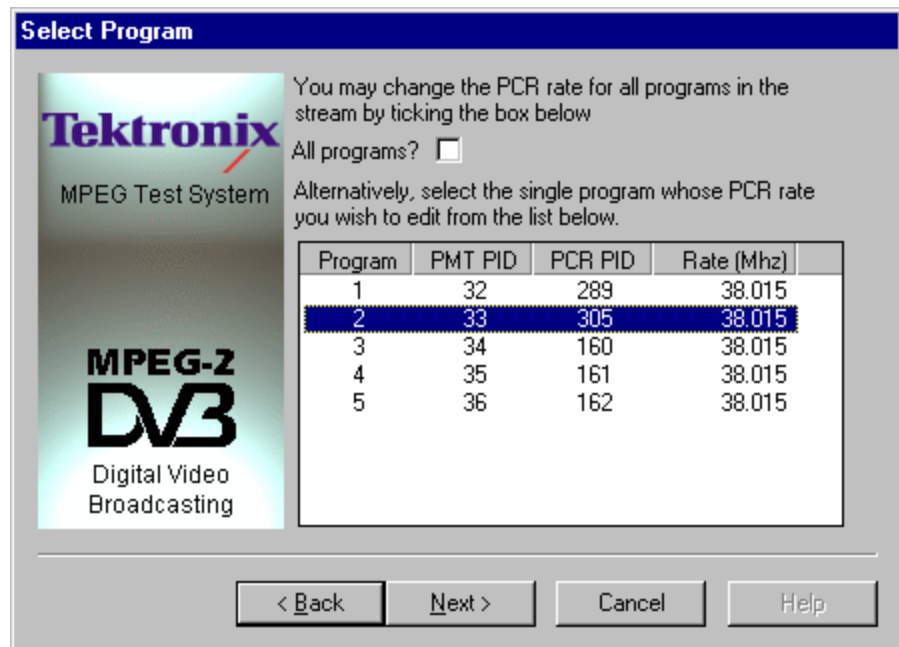 Select Program
Tektronix
MPEG Test System
MPEG-2
DVB
Digital Video
Broadcasting
You may change the PCR rate for all programs in the
stream by ticking the box below
All programs?
Alternatively, select the single program whose PCR rate
you wish to edit from the list below.
Program PMT PID PCR PID Rate (Mhz)
1 32 289 38.015
2 33 305 38.015
3 34 160 38.015
4 35 161 38.015
5 36 162 38.015
< Back Next > Cancel Help